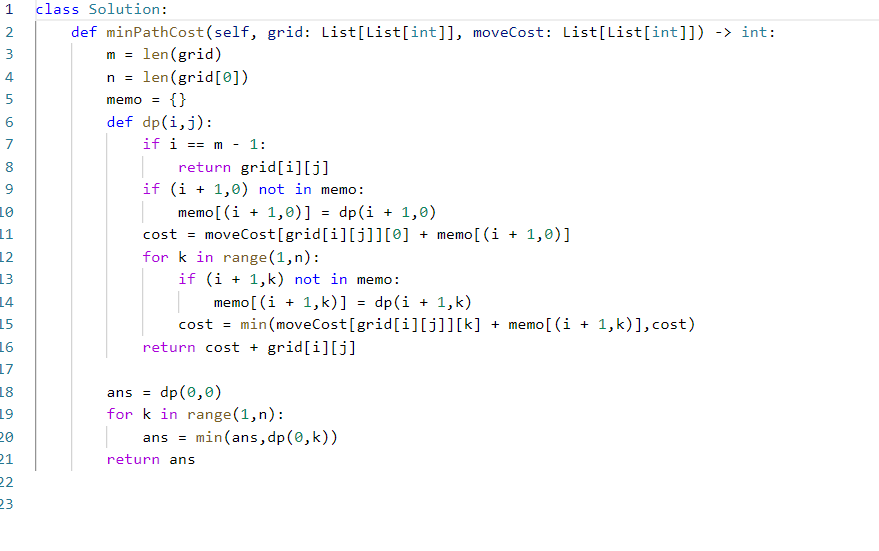 1 class Solution:
2     def minPathCost(self, grid: List[List[int]], moveCost: List[List[int]]) -> int:
3         m = len(grid)
4         n = len(grid[0])
5         memo = {}
6         def dp(i,j):
7             if i == m - 1:
8                 return grid[i][j]
9             if (i + 1,0) not in memo:
10                 memo[(i + 1,0)] = dp(i + 1,0)
11             cost = moveCost[grid[i][j]][0] + memo[(i + 1,0)]
12             for k in range(1,n):
13                 if (i + 1,k) not in memo:
14                     memo[(i + 1,k)] = dp(i + 1,k)
15                 cost = min(moveCost[grid[i][j]][k] + memo[(i + 1,k)],cost)
16             return cost + grid[i][j]
17
18         ans = dp(0,0)
19         for k in range(1,n):
20             ans = min(ans,dp(0,k))
21         return ans
22
23